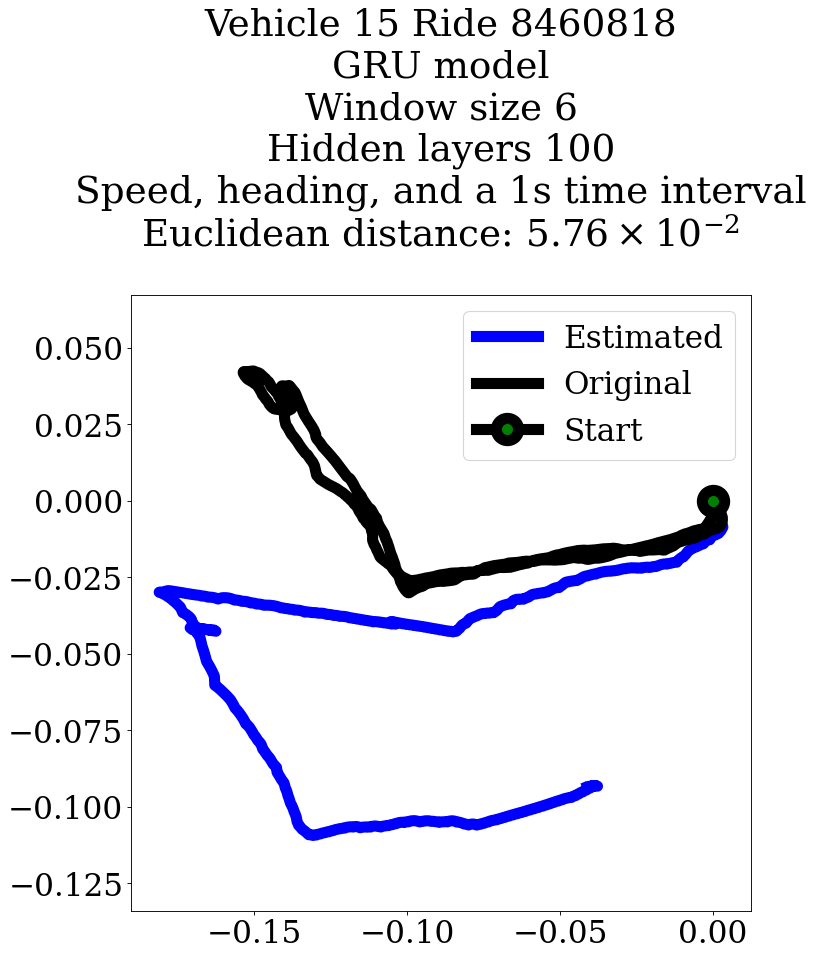 Vehicle 15 Ride 8460818
GRU model
Window size 6
Hidden layers 100
Speed, heading, and a 1s time interval
Euclidean distance: 5.76 × 10⁻²
Estimated
Original
Start
0.050
0.025
0.000
−0.025
−0.050
−0.075
−0.100
−0.125
−0.15 −0.10 −0.05 0.00